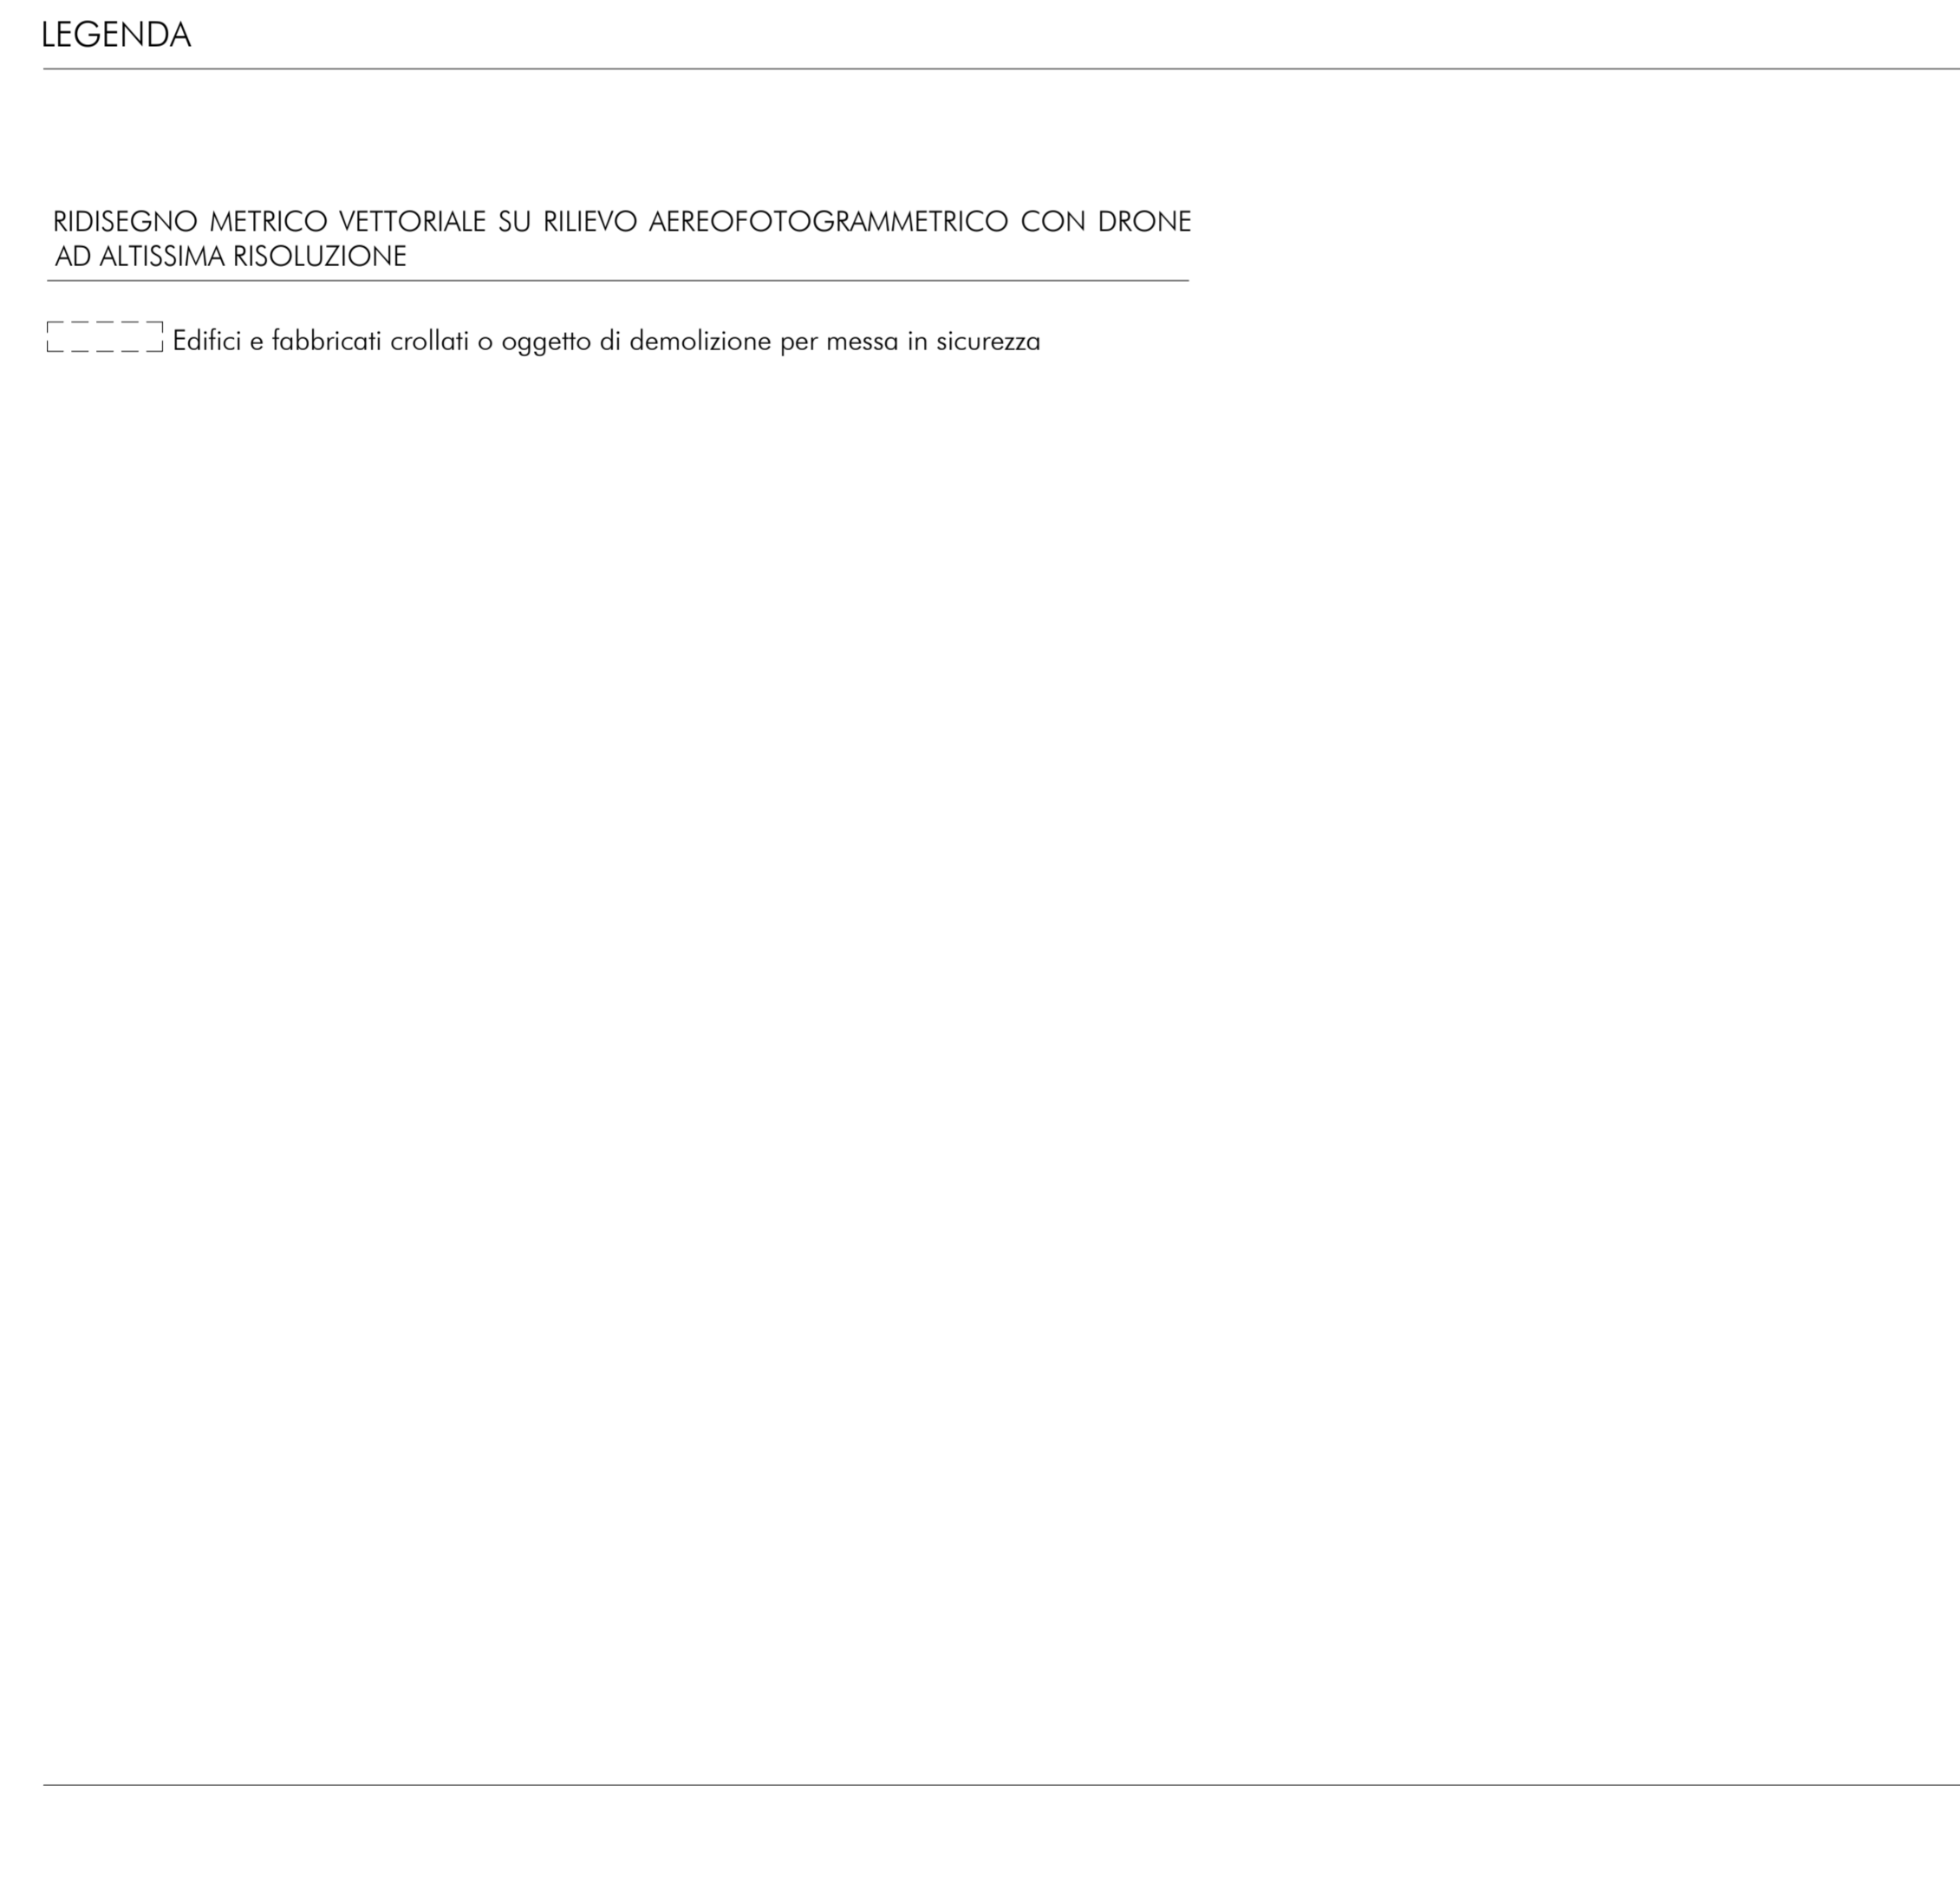 LEGENDA
RIDISEGNO METRICO VETTORIALE SU RILIEVO AEREOFOTOGRAMMETRICO CON DRONE
AD ALTISSIMA RISOLUZIONE
Edifici e fabbricati crollati o oggetto di demolizione per messa in sicurezza